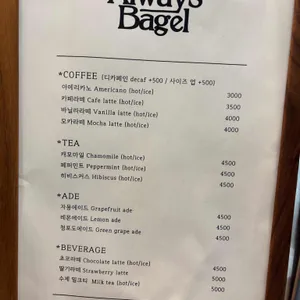 Always
Bagel
*COFFEE (디카페인 decaf +500 / 사이즈 업 +500)
아메리카노 Americano (hot/ice) 3000
카페라떼 Cafe latte (hot/ice) 3500
바닐라라떼 Vanilla latte (hot/ice) 4000
모카라떼 Mocha latte (hot/ice) 4000
*TEA
캐모마일 Chamomile (hot/ice) 4500
페퍼민트 Peppermint (hot/ice) 4500
히비스커스 Hibiscus (hot/ice) 4500
*ADE
자몽에이드 Grapefruit ade 4500
레몬에이드 Lemon ade 4500
청포도에이드 Green grape ade 4500
*BEVERAGE
초코라떼 Chocolate latte (hot/ice) 4500
딸기라떼 Strawberry latte 5000
수제 밀크티 Milk tea (hot/ice) 5000